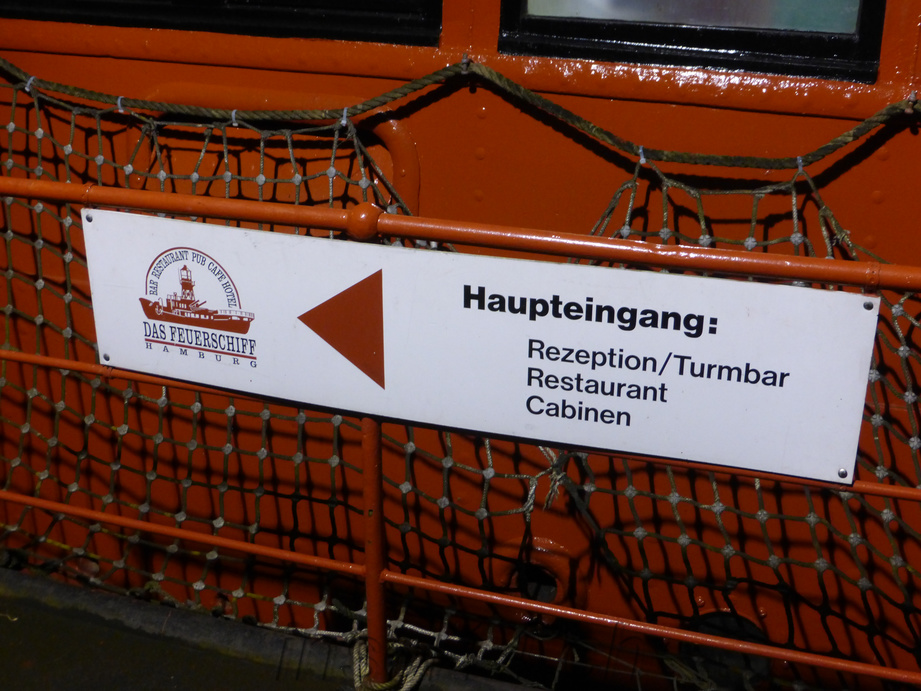 BAR RESTAURANT PUB CAFE HOTEL
DAS FEUERSCHIFF
HAMBURG
Haupteingang:
Rezeption/Turmbar
Restaurant
Cabinen